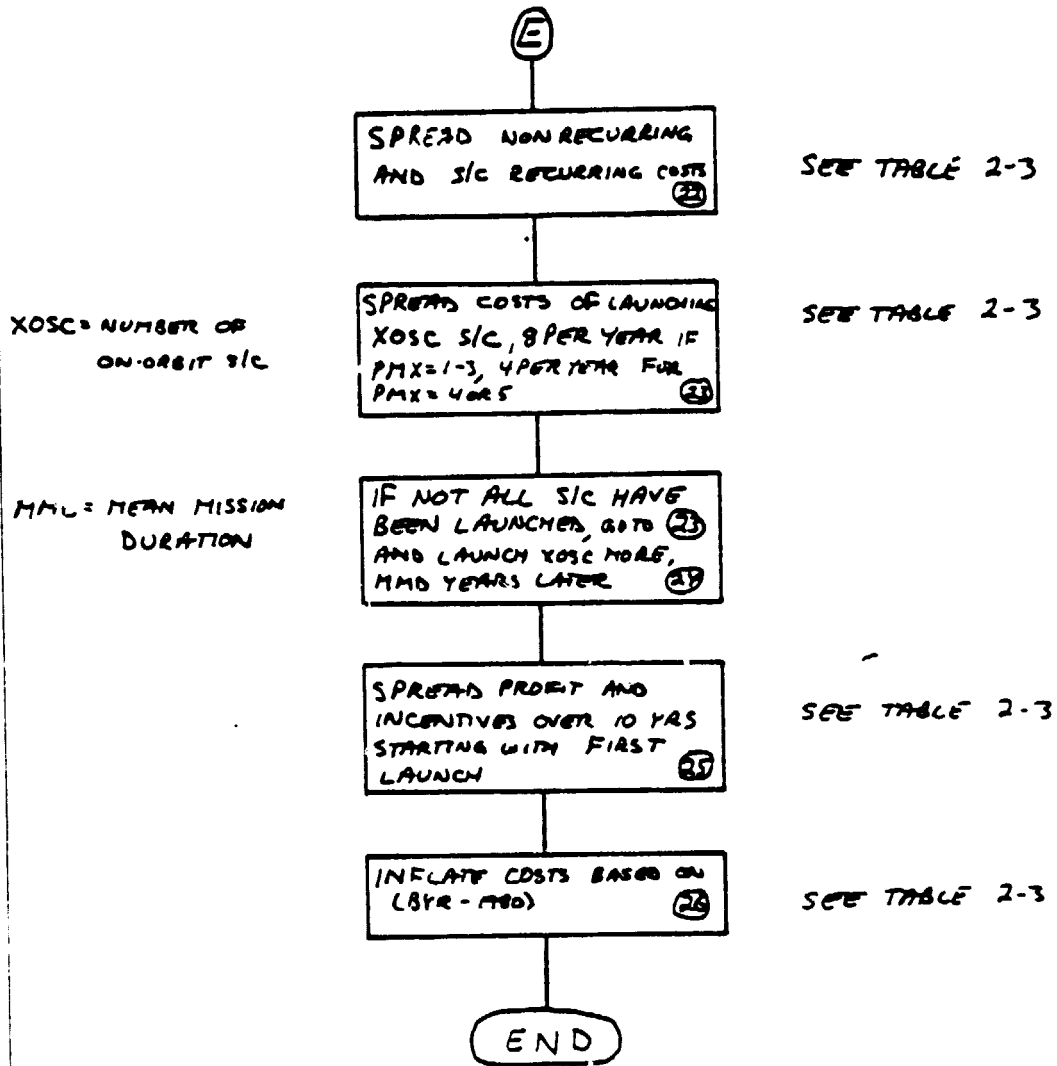 E
SPREAD NONRECURRING
AND S/C RECURRING COSTS
22
SEE TABLE 2-3
XOSC = NUMBER OF
ON-ORBIT S/C
SPREAD COSTS OF LAUNCHING
XOSC S/C, 8 PER YEAR IF
PMX=1-3, 4 PER YEAR FOR
PMX = 4 OR 5
23
SEE TABLE 2-3
MML = MEAN MISSION
DURATION
IF NOT ALL S/C HAVE
BEEN LAUNCHED, GO TO 23
AND LAUNCH XOSC MORE,
MMD YEARS LATER 24
SPREAD PROFIT AND
INCENTIVES OVER 10 YRS
STARTING WITH FIRST
LAUNCH 25
SEE TABLE 2-3
INFLATE COSTS BASED ON
(BYR - 1980) 26
SEE TABLE 2-3
END